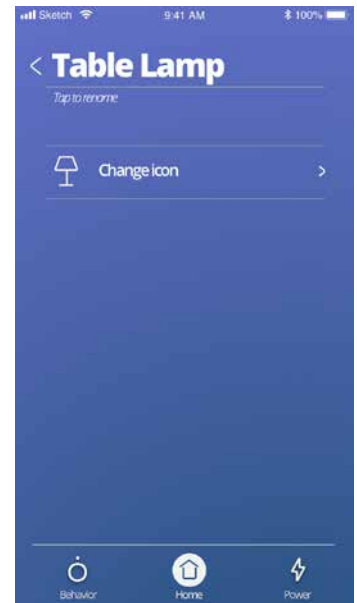 Sketch 9:41 AM 100%
Table Lamp
Tap to rename
Change icon
Behavior Home Power